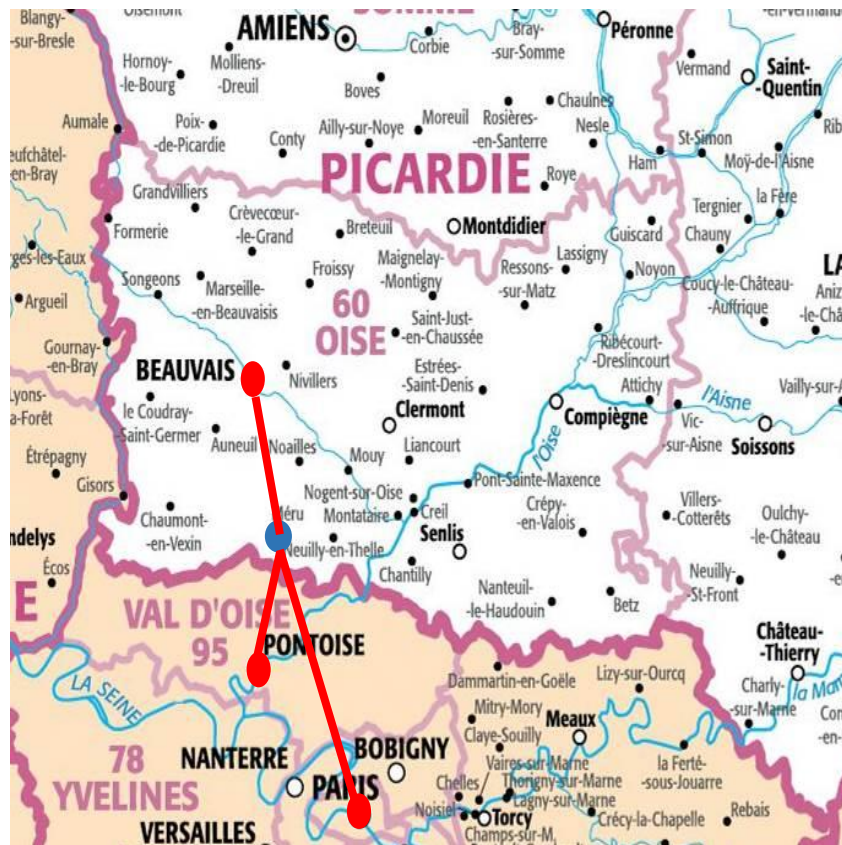 Blangy-
-sur-Bresle
AMIENS
Corbie
Bray-
-sur-Somme
Péronne
Vermand
Saint-
-Quentin
Hornoy-
-le-Bourg
Molliens-
-Dreuil
Boves
Chaulnes
Aumale
Poix-
-de-Picardie
Conty
Ailly-sur-Noye
Moreuil
Rosières-
-en-Santerre
Nesle
Ham
St-Simon
Moÿ-de-l'Aisne
-en-Bray
PICARDIE
Roye
Grandvilliers
la Fère
Tergnier
Formerie
Crèvecœur-
-le-Grand
Breteuil
Montdidier
Guiscard
Chauny
Songeons
Marseille-
-en-Beauvaisis
Froissy
Maignelay-
-Montigny
Ressons-
-sur-Matz
Lassigny
Noyon
Coucy-le-Château-
-Auffrique
Argueil
60
OISE
Saint-Just-
-en-Chaussée
Gournay-
-en-Bray
Ribécourt-
-Dreslincourt
BEAUVAIS
Nivillers
Estrées-
-Saint-Denis
Attichy
l'Aisne
le Coudray-
-Saint-Germer
Clermont
Compiègne
Vic-
-sur-Aisne
Soissons
Auneuil
Noailles
Mouy
Liancourt
l'Oise
Étrépagny
Gisors
Nogent-sur-Oise
Pont-Sainte-Maxence
Chaumont-
-en-Vexin
Méru
Montataire
Creil
Crépy-
-en-Valois
Villers-
-Cotterêts
Oulchy-
-le-Château
Neuilly-en-Thelle
Senlis
Écos
Chantilly
Nanteuil-
-le-Haudouin
Betz
Neuilly-
-St-Front
VAL D'OISE
95
PONTOISE
Château-
-Thierry
LA SEINE
Dammartin-en-Goële
Lizy-sur-Ourcq
Charly-
-sur-Marne
Mitry-Mory
Claye-Souilly
Meaux
78
YVELINES
NANTERRE
BOBIGNY
PARIS
Vaires-sur-Marne
la Ferté-
-sous-Jouarre
Chelles
Thorigny-sur-Marne
Lagny-sur-Marne
Noisiel
Torcy
Crécy-la-Chapelle
Rebais
VERSAILLES
Champs-sur-M.